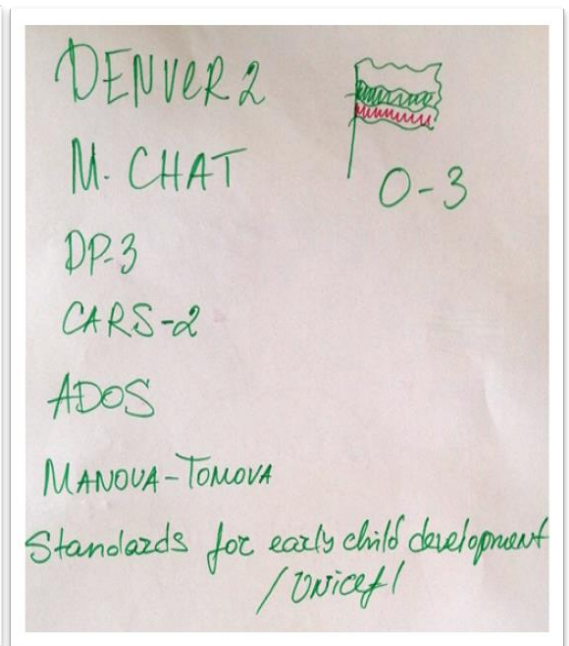 DENVER 2
M. CHAT
0-3
DP-3
CARS-2
ADOS
MANOVA-TOMOVA
Standards for early child development
/Unicef/